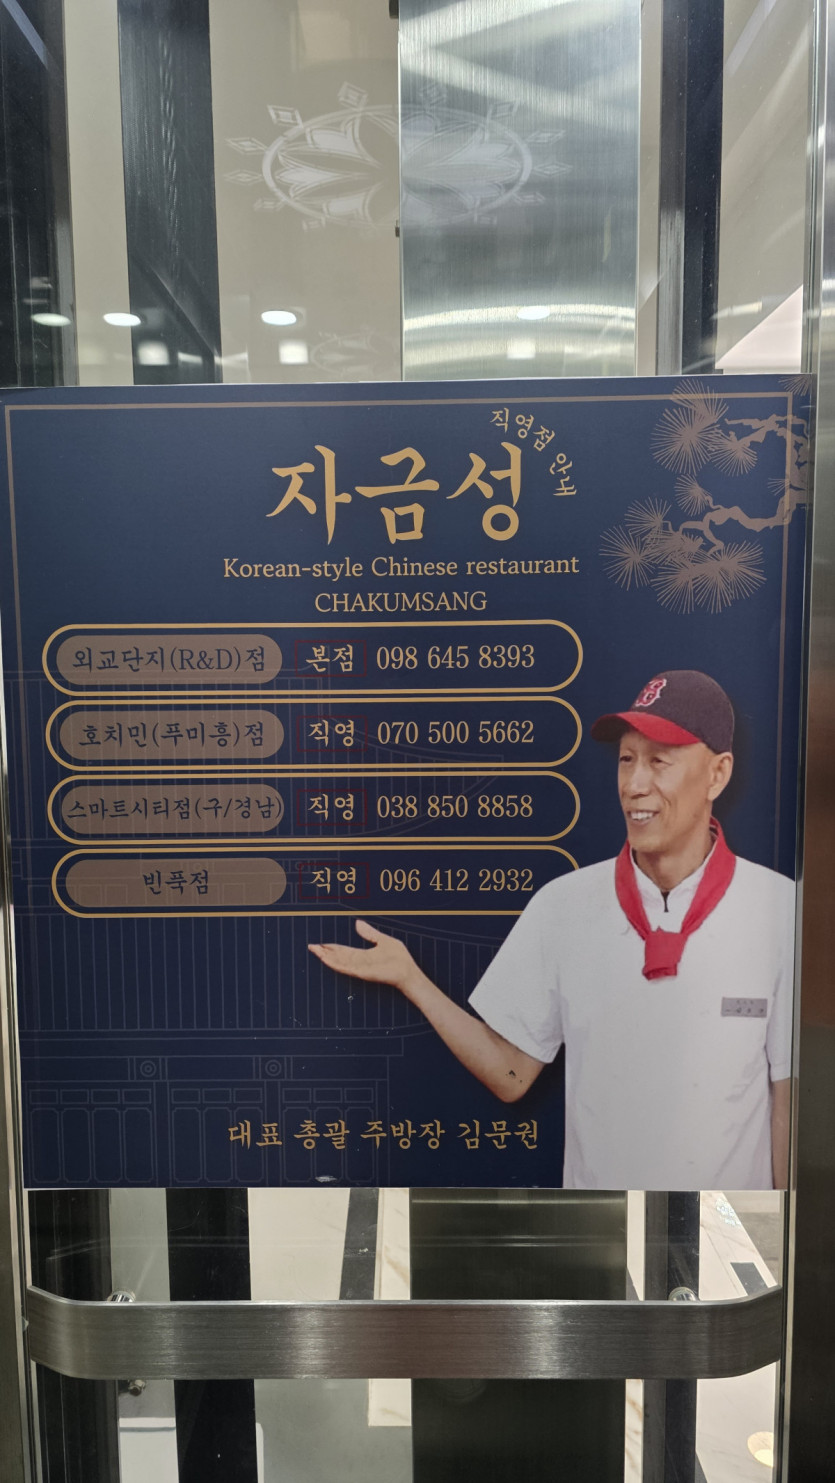 직영점 안내
자금성
Korean-style Chinese restaurant
CHAKUMSANG
외교단지(R&D)점 본점 098 645 8393
호치민(푸미흥)점 직영 070 500 5662
스마트시티점(구/경남) 직영 038 850 8858
빈푹점 직영 096 412 2932
대표 총괄 주방장 김문권